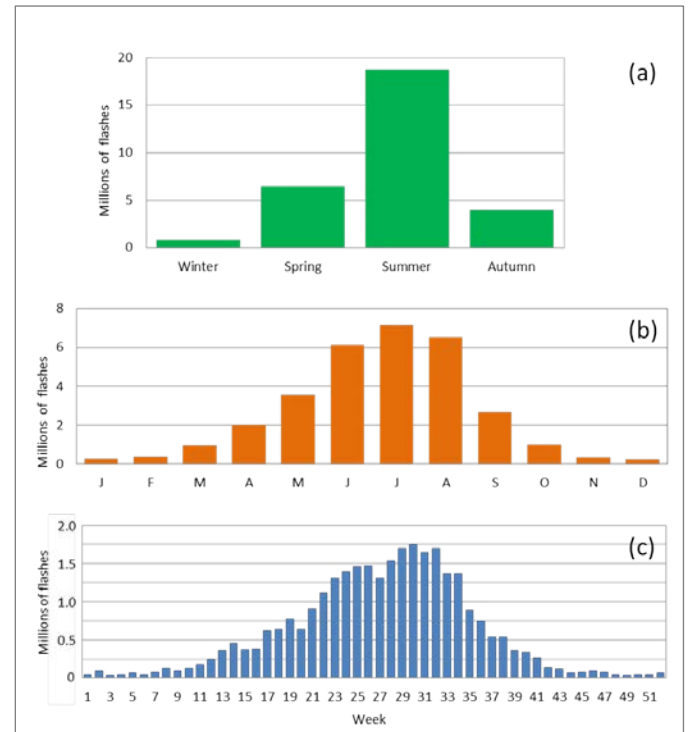 (a)
Millions of flashes
20
15
10
5
0
Winter Spring Summer Autumn
(b)
Millions of flashes
8
6
4
2
0
J F M A M J J A S O N D
(c)
Millions of flashes
2.0
1.5
1.0
0.5
0
1 3 5 7 9 11 13 15 17 19 21 23 25 27 29 31 33 35 37 39 41 43 45 47 49 51
Week